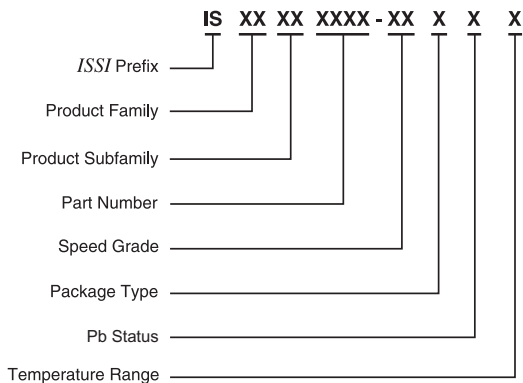 IS XX XX XXXX - XX X X X
ISSI Prefix
Product Family
Product Subfamily
Part Number
Speed Grade
Package Type
Pb Status
Temperature Range